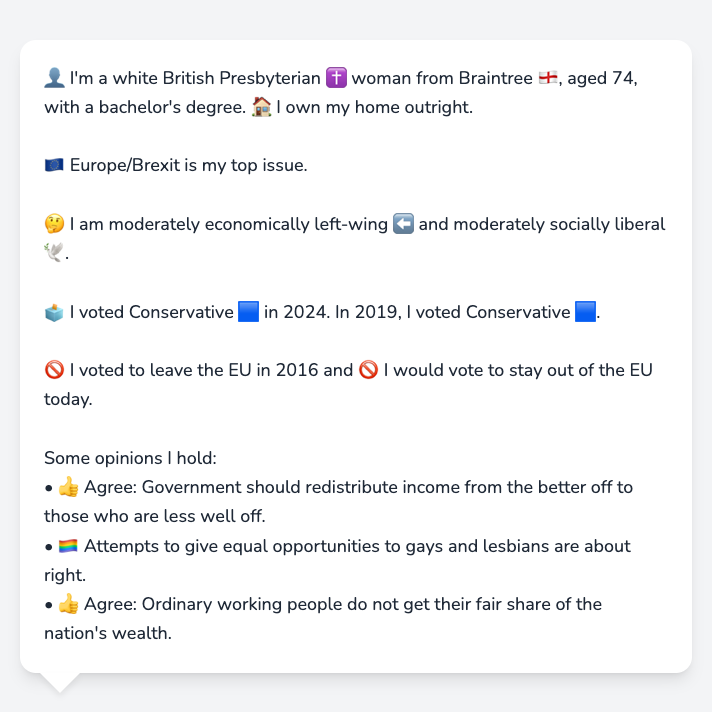 👤 I'm a white British Presbyterian ✝️ woman from Braintree 🏴󠁧󠁢󠁥󠁮󠁧󠁿, aged 74,
with a bachelor's degree. 🏠 I own my home outright.
🇪🇺 Europe/Brexit is my top issue.
🤔 I am moderately economically left-wing ⬅️ and moderately socially liberal
🕊️.
🗳️ I voted Conservative 🟦 in 2024. In 2019, I voted Conservative 🟦.
🚫 I voted to leave the EU in 2016 and 🚫 I would vote to stay out of the EU
today.
Some opinions I hold:
• 👍 Agree: Government should redistribute income from the better off to
those who are less well off.
• 🏳️‍🌈 Attempts to give equal opportunities to gays and lesbians are about
right.
• 👍 Agree: Ordinary working people do not get their fair share of the
nation's wealth.